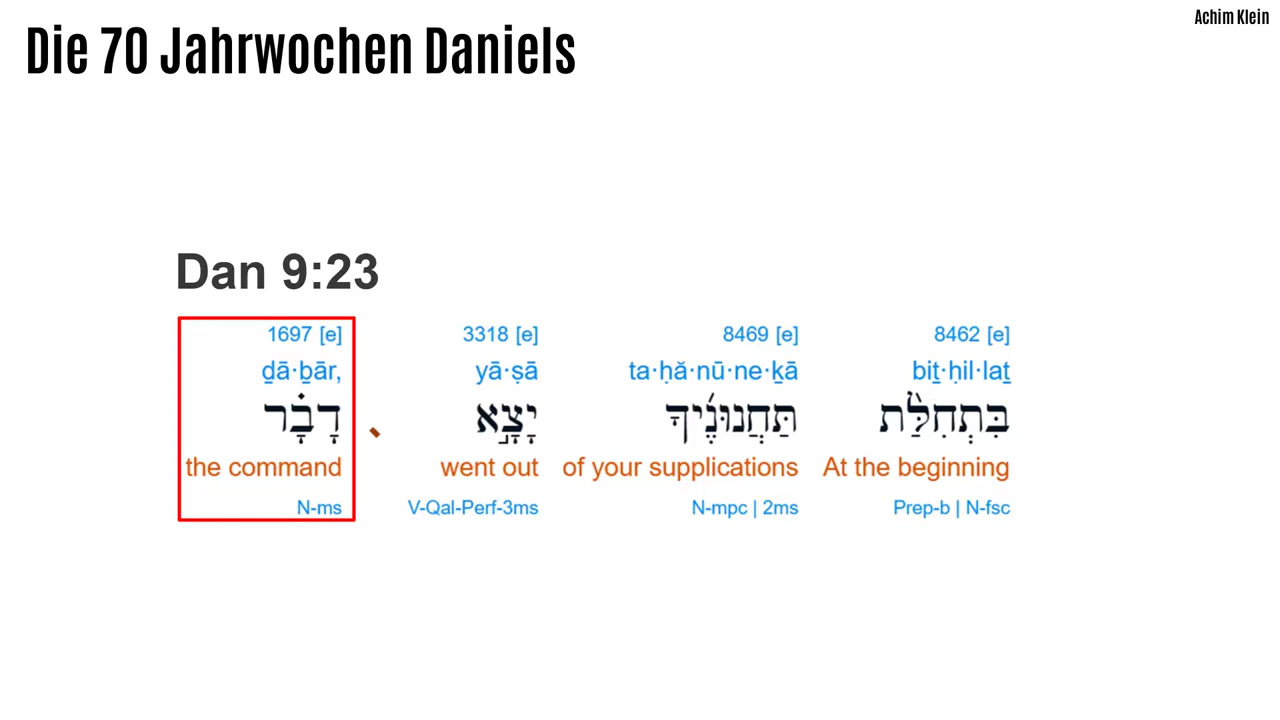 Achim Klein
Die 70 Jahrwochen Daniels
Dan 9:23
1697 [e] 3318 [e] 8469 [e] 8462 [e]
ḏā·ḇār, yā·ṣā ta·ḥă·nū·ne·ḵā biṯ·ḥil·laṯ
בִּתְחִלַּ֨ת תַּחֲנוּנֶ֜יךָ יָצָ֣א דָבָ֗ר
the command went out of your supplications At the beginning
N-ms V-Qal-Perf-3ms N-mpc | 2ms Prep-b | N-fsc